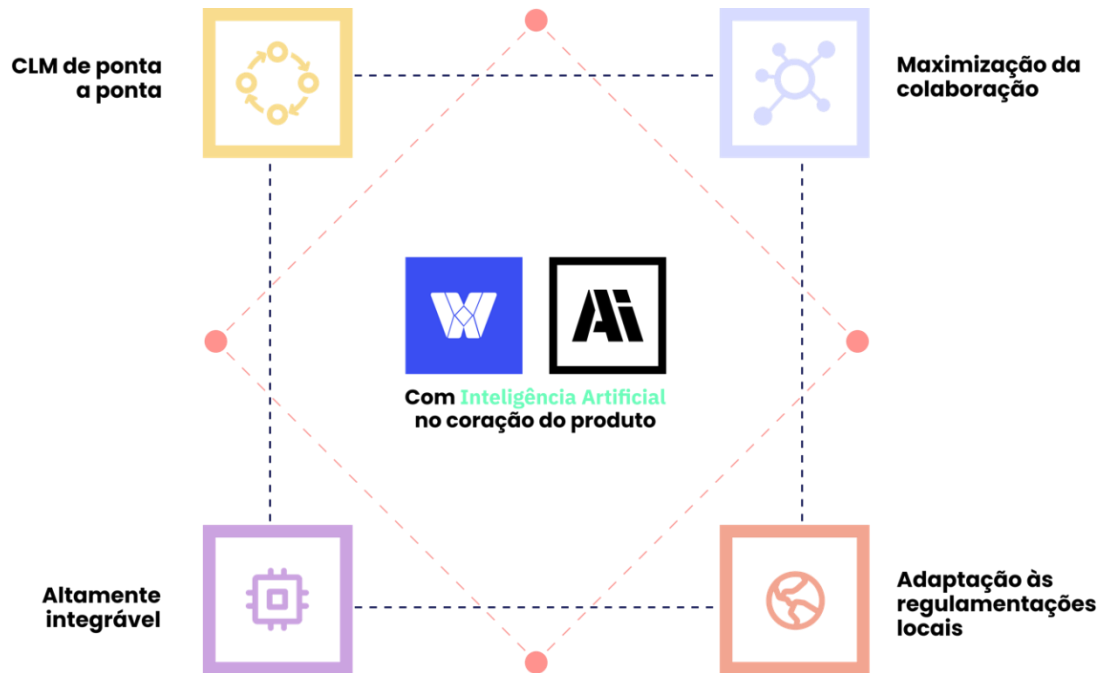 CLM de ponta
a ponta
Maximização da
colaboração
W
Ai
Com Inteligência Artificial
no coração do produto
Altamente
integrável
Adaptação às
regulamentações
locais